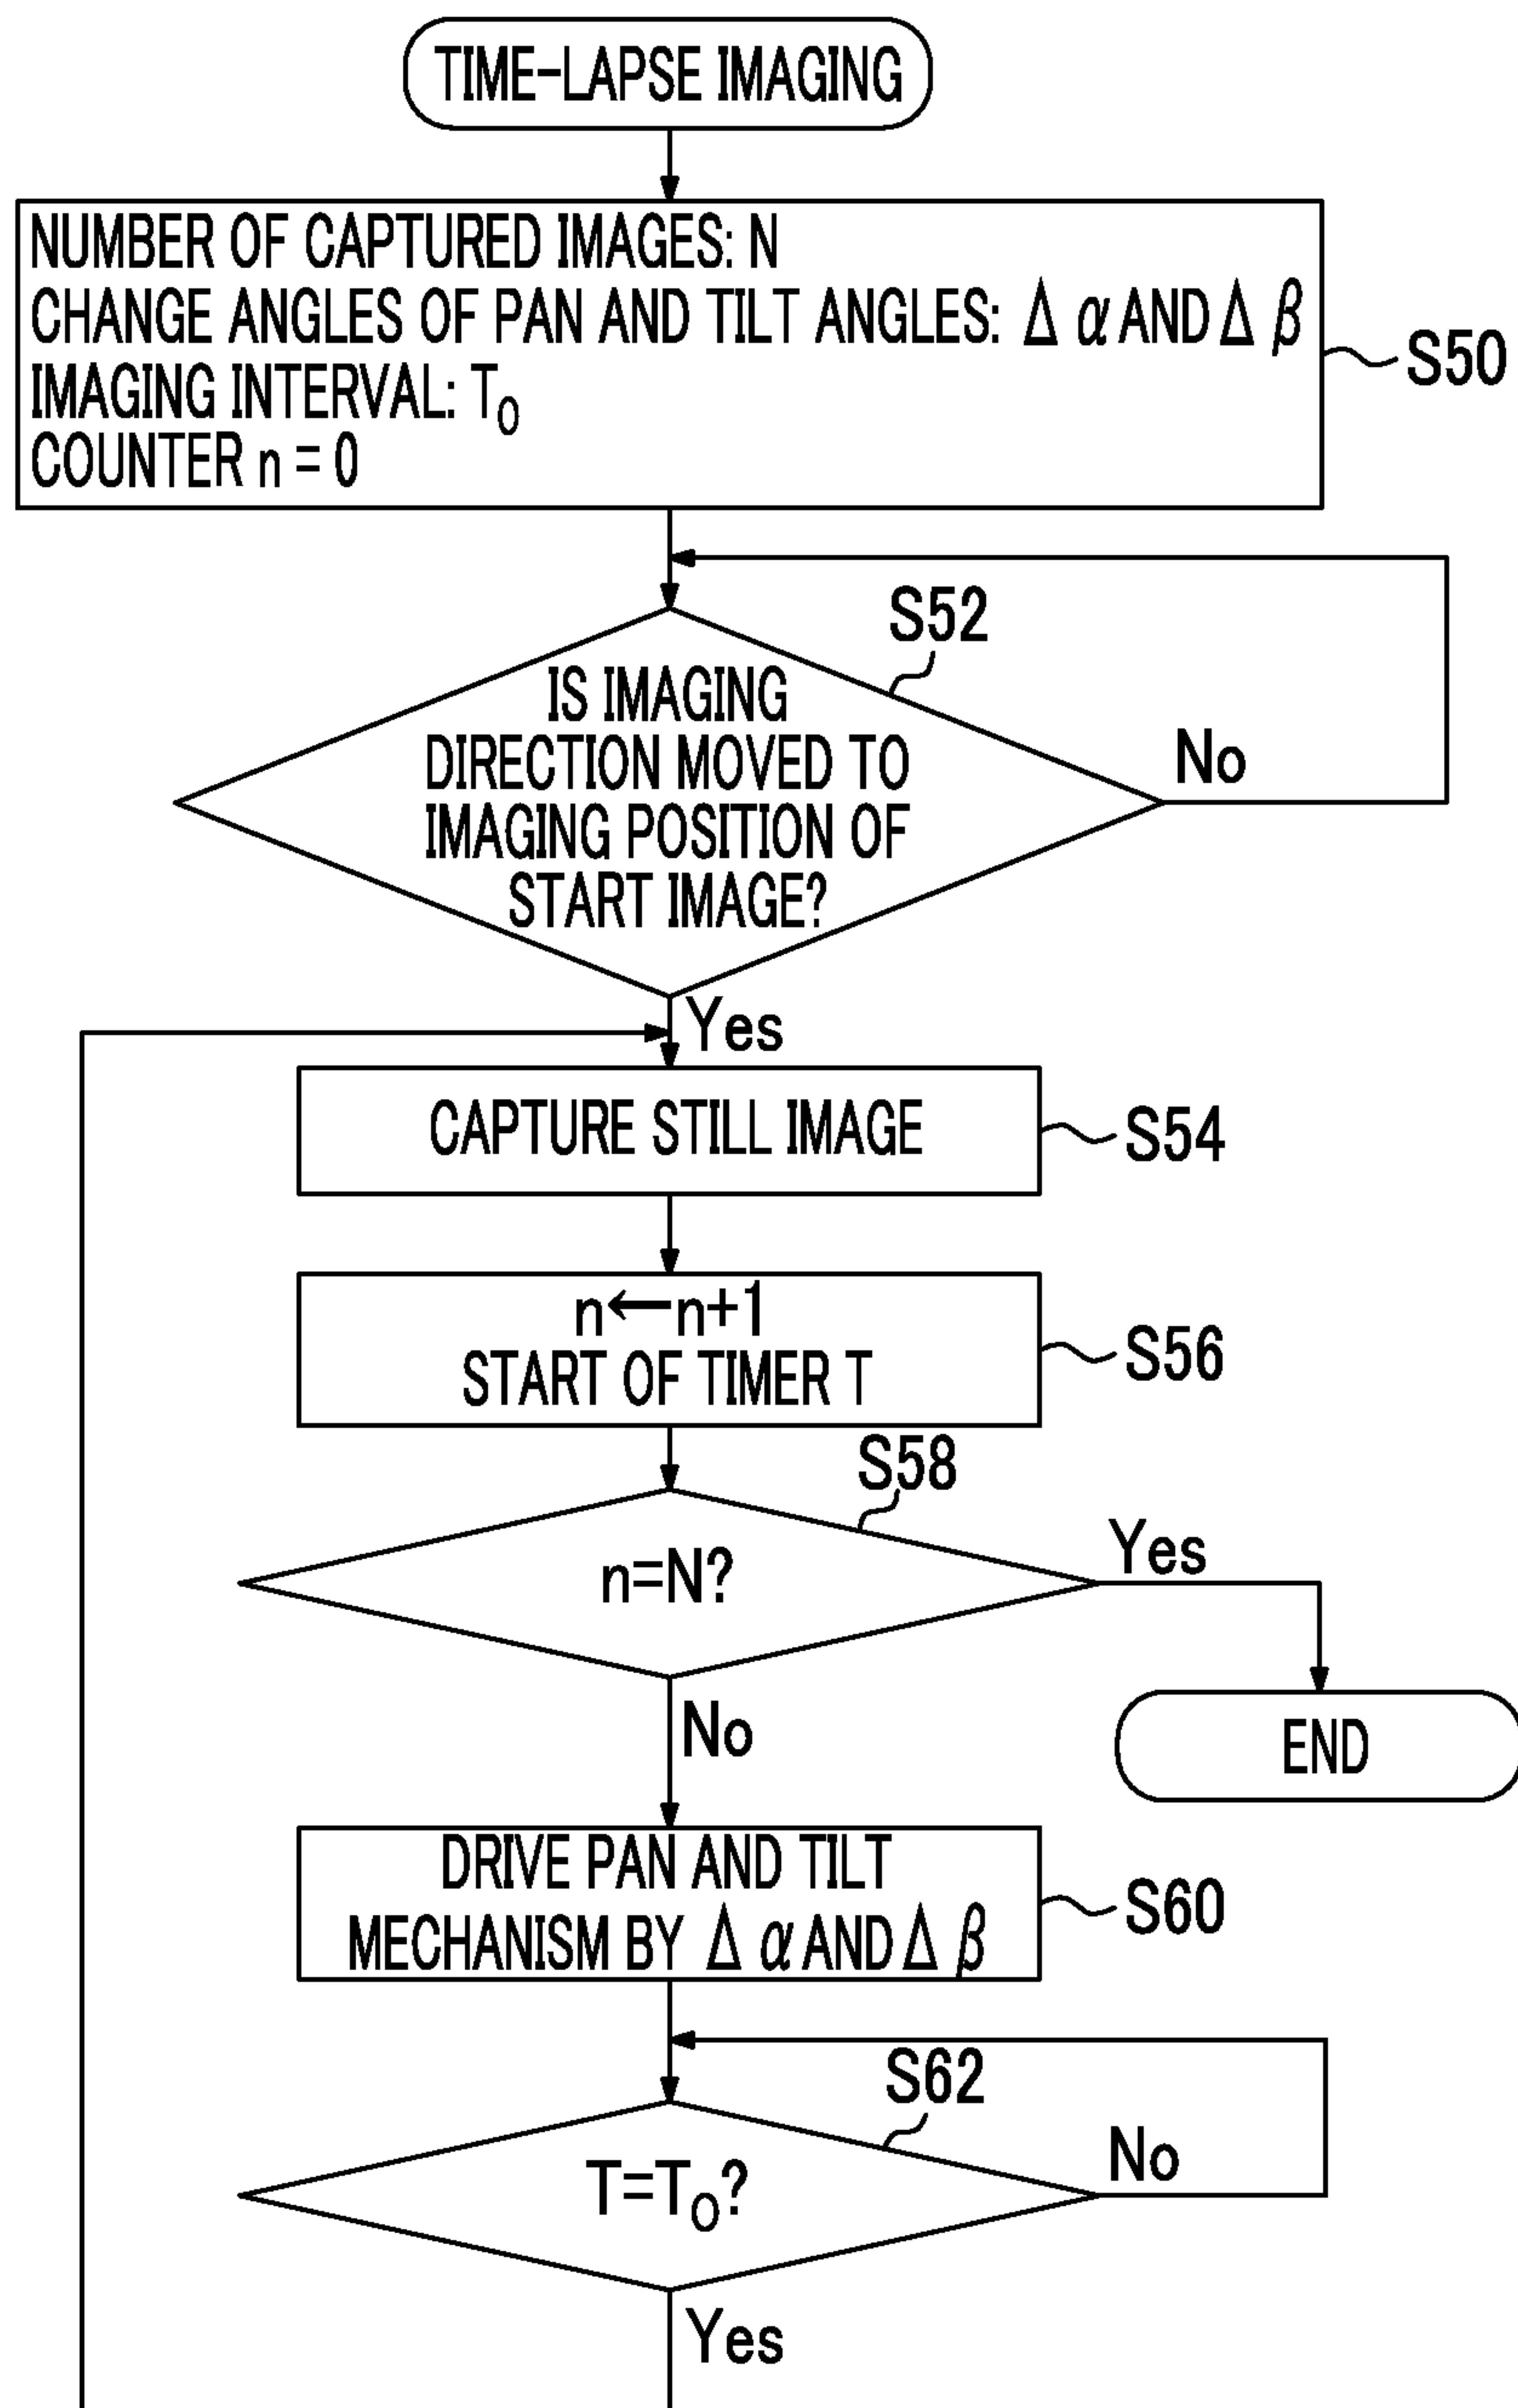 TIME-LAPSE IMAGING
NUMBER OF CAPTURED IMAGES: N
CHANGE ANGLES OF PAN AND TILT ANGLES: Δα AND Δβ
IMAGING INTERVAL: T₀
COUNTER n = 0
S50
S52
IS IMAGING
DIRECTION MOVED TO
IMAGING POSITION OF
START IMAGE?
No
Yes
CAPTURE STILL IMAGE
S54
n←n+1
START OF TIMER T
S56
S58
n=N?
Yes
No
END
DRIVE PAN AND TILT
MECHANISM BY Δα AND Δβ
S60
S62
T=T₀?
No
Yes